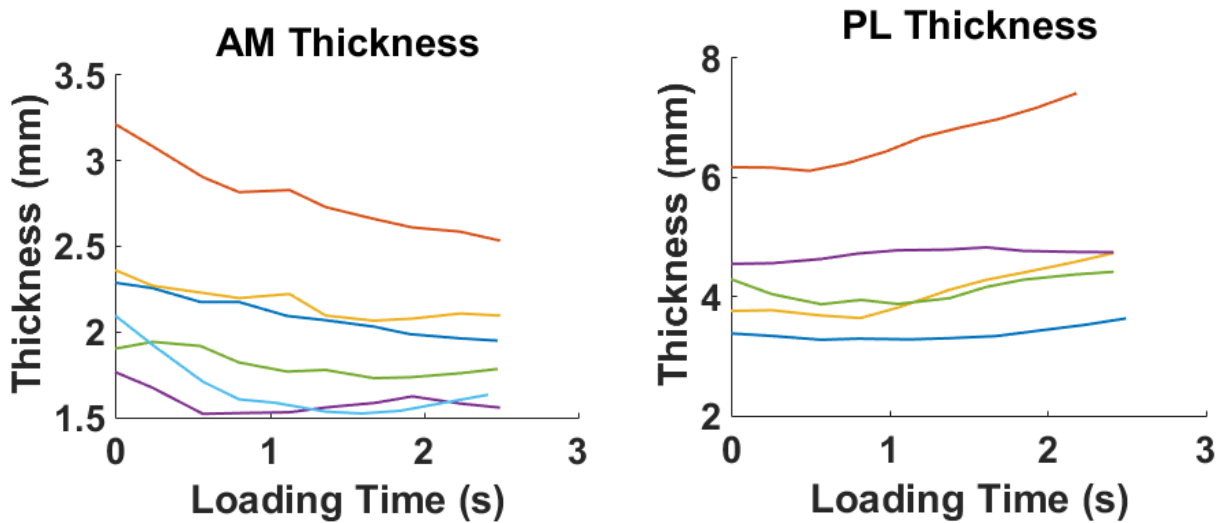 AM Thickness
3.5
3
2.5
2
1.5
0 1 2 3
Thickness (mm)
Loading Time (s)
PL Thickness
8
6
4
2
0 1 2 3
Thickness (mm)
Loading Time (s)